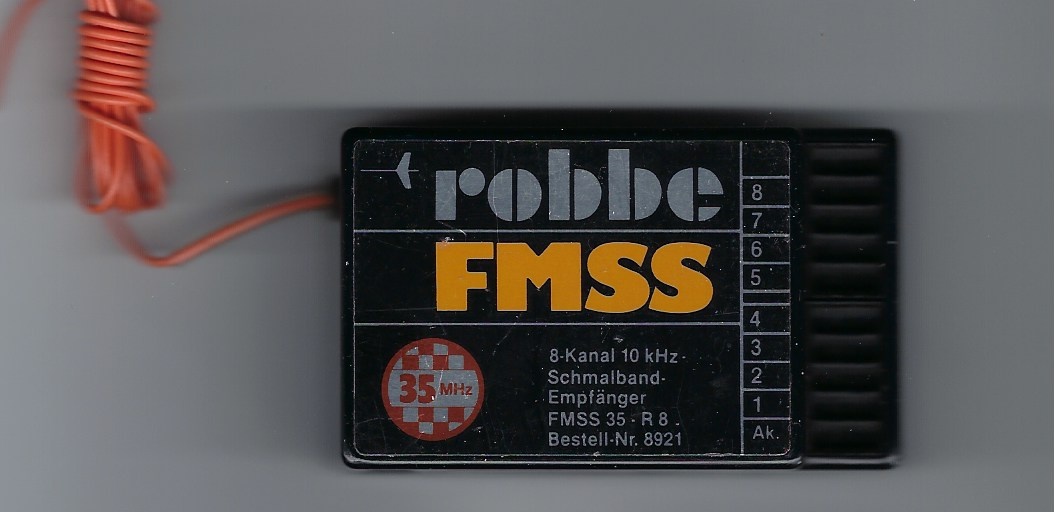 robbe
FMSS
35 MHz
8-Kanal 10 kHz-
Schmalband-
Empfänger
FMSS 35 - R 8 .
Bestell-Nr. 8921
8
7
6
5
4
3
2
1
Ak.